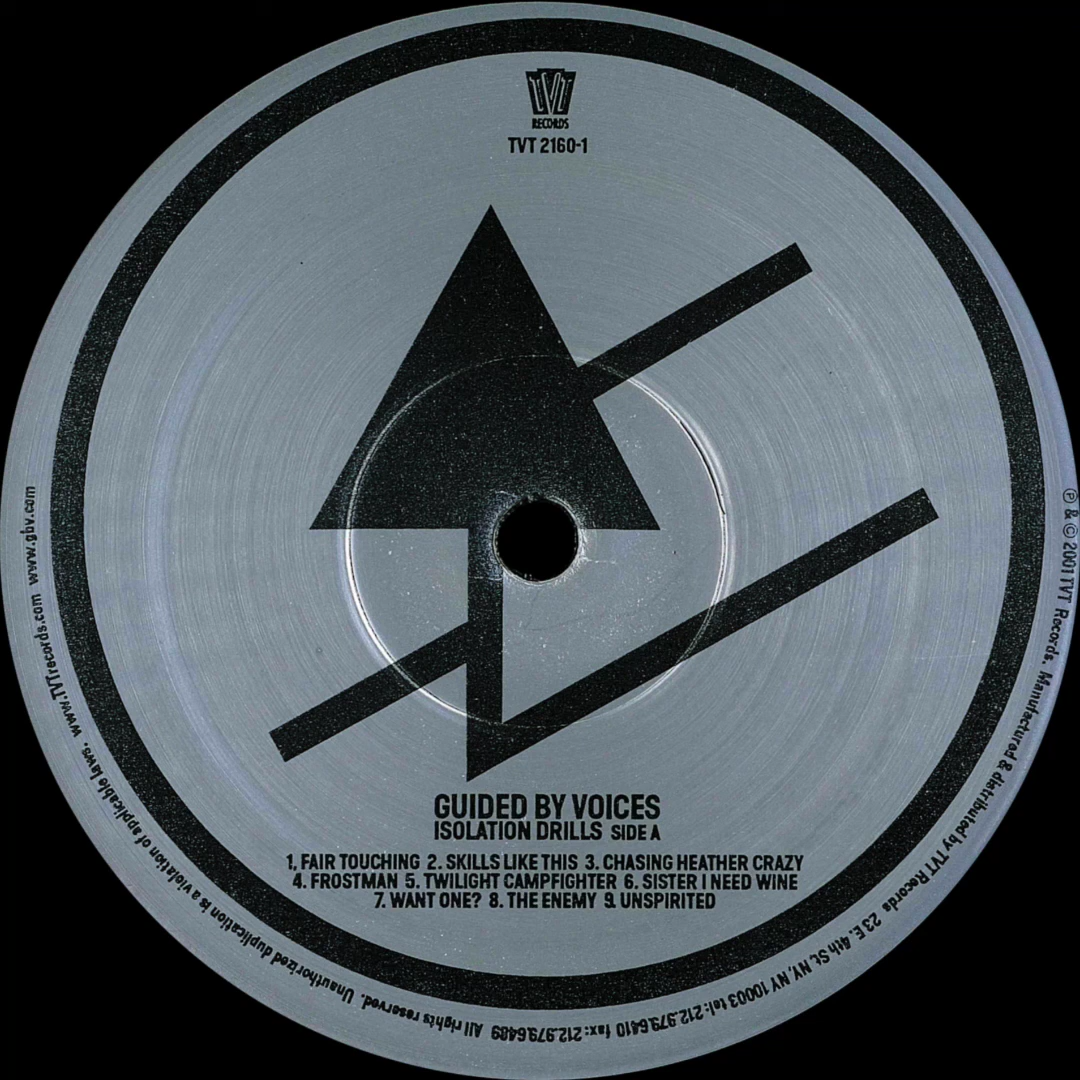 TVT
RECORDS
TVT 2160-1
GUIDED BY VOICES
ISOLATION DRILLS SIDE A
1, FAIR TOUCHING 2. SKILLS LIKE THIS 3. CHASING HEATHER CRAZY
4. FROSTMAN 5. TWILIGHT CAMPFIGHTER 6. SISTER I NEED WINE
7. WANT ONE? 8. THE ENEMY 9. UNSPIRITED
℗ & © 2001 TVT Records. Manufactured & distributed by TVT Records 23 E. 4th St. NY, NY 10003 tel: 212.979.6410 fax: 212.979.6489 All rights reserved. Unauthorized duplication is a violation of applicable laws. www.TVTrecords.com www.gbv.com